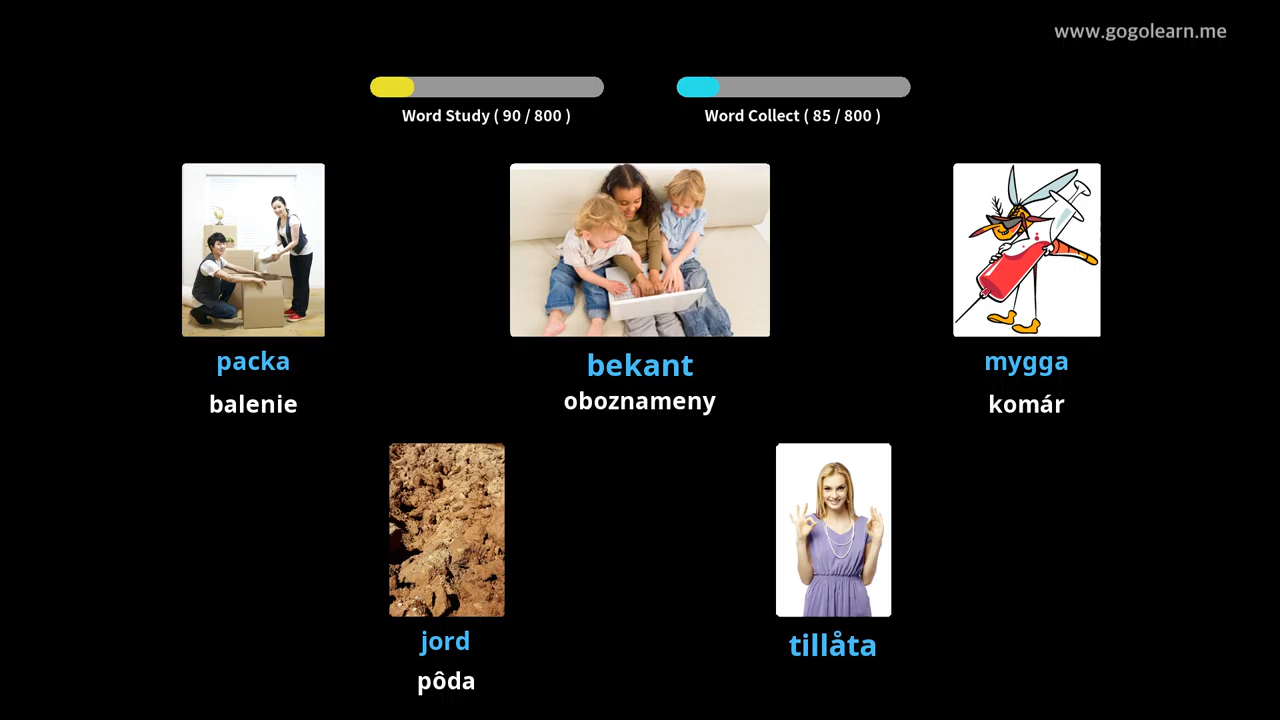 www.gogolearn.me
Word Study ( 90 / 800 )
Word Collect ( 85 / 800 )
packa
balenie
bekant
oboznameny
mygga
komár
jord
pôda
tillåta